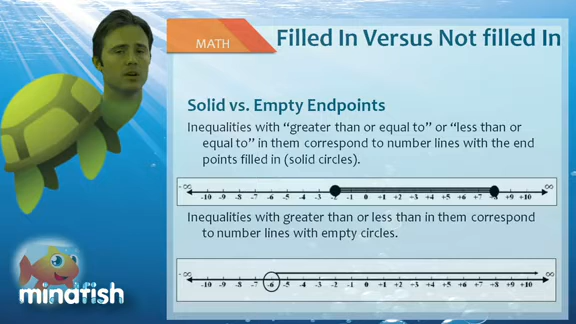 MATH
Filled In Versus Not filled In
Solid vs. Empty Endpoints
Inequalities with “greater than or equal to” or “less than or
equal to” in them correspond to number lines with the end
points filled in (solid circles).
-∞ ∞
-10 -9 -8 -7 -6 -5 -4 -3 -2 -1 0 +1 +2 +3 +4 +5 +6 +7 +8 +9 +10
Inequalities with greater than or less than in them correspond
to number lines with empty circles.
-∞ ∞
-10 -9 -8 -7 -6 -5 -4 -3 -2 -1 0 +1 +2 +3 +4 +5 +6 +7 +8 +9 +10
mindfish